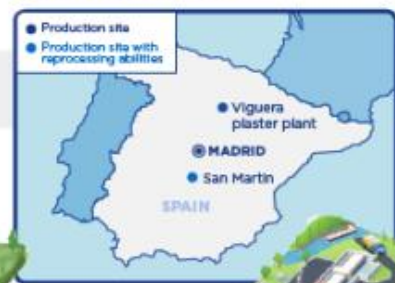 Production site
Production site with
reprocessing abilities
Viguera
plaster plant
MADRID
San Martin
SPAIN